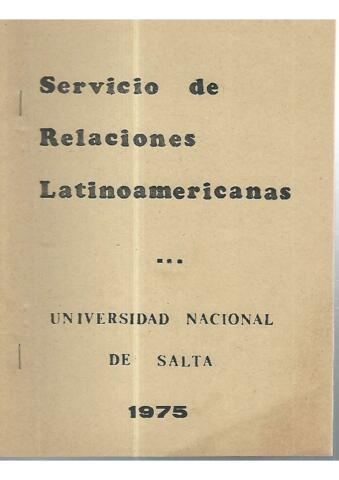 Servicio de
Relaciones
Latinoamericanas
...
UNIVERSIDAD NACIONAL
DE SALTA
1975